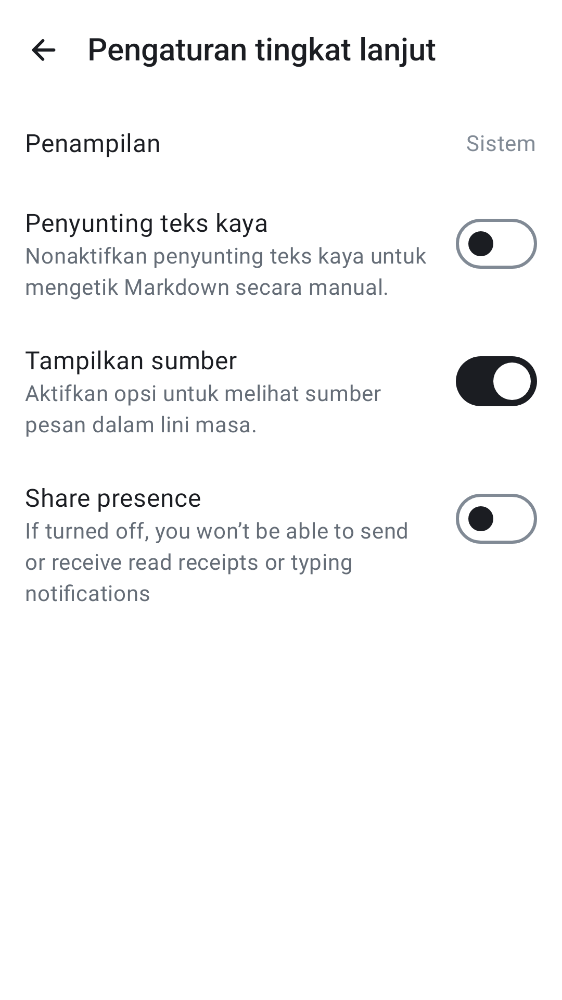 Pengaturan tingkat lanjut
Penampilan
Sistem
Penyunting teks kaya
Nonaktifkan penyunting teks kaya untuk
mengetik Markdown secara manual.
Tampilkan sumber
Aktifkan opsi untuk melihat sumber
pesan dalam lini masa.
Share presence
If turned off, you won’t be able to send
or receive read receipts or typing
notifications